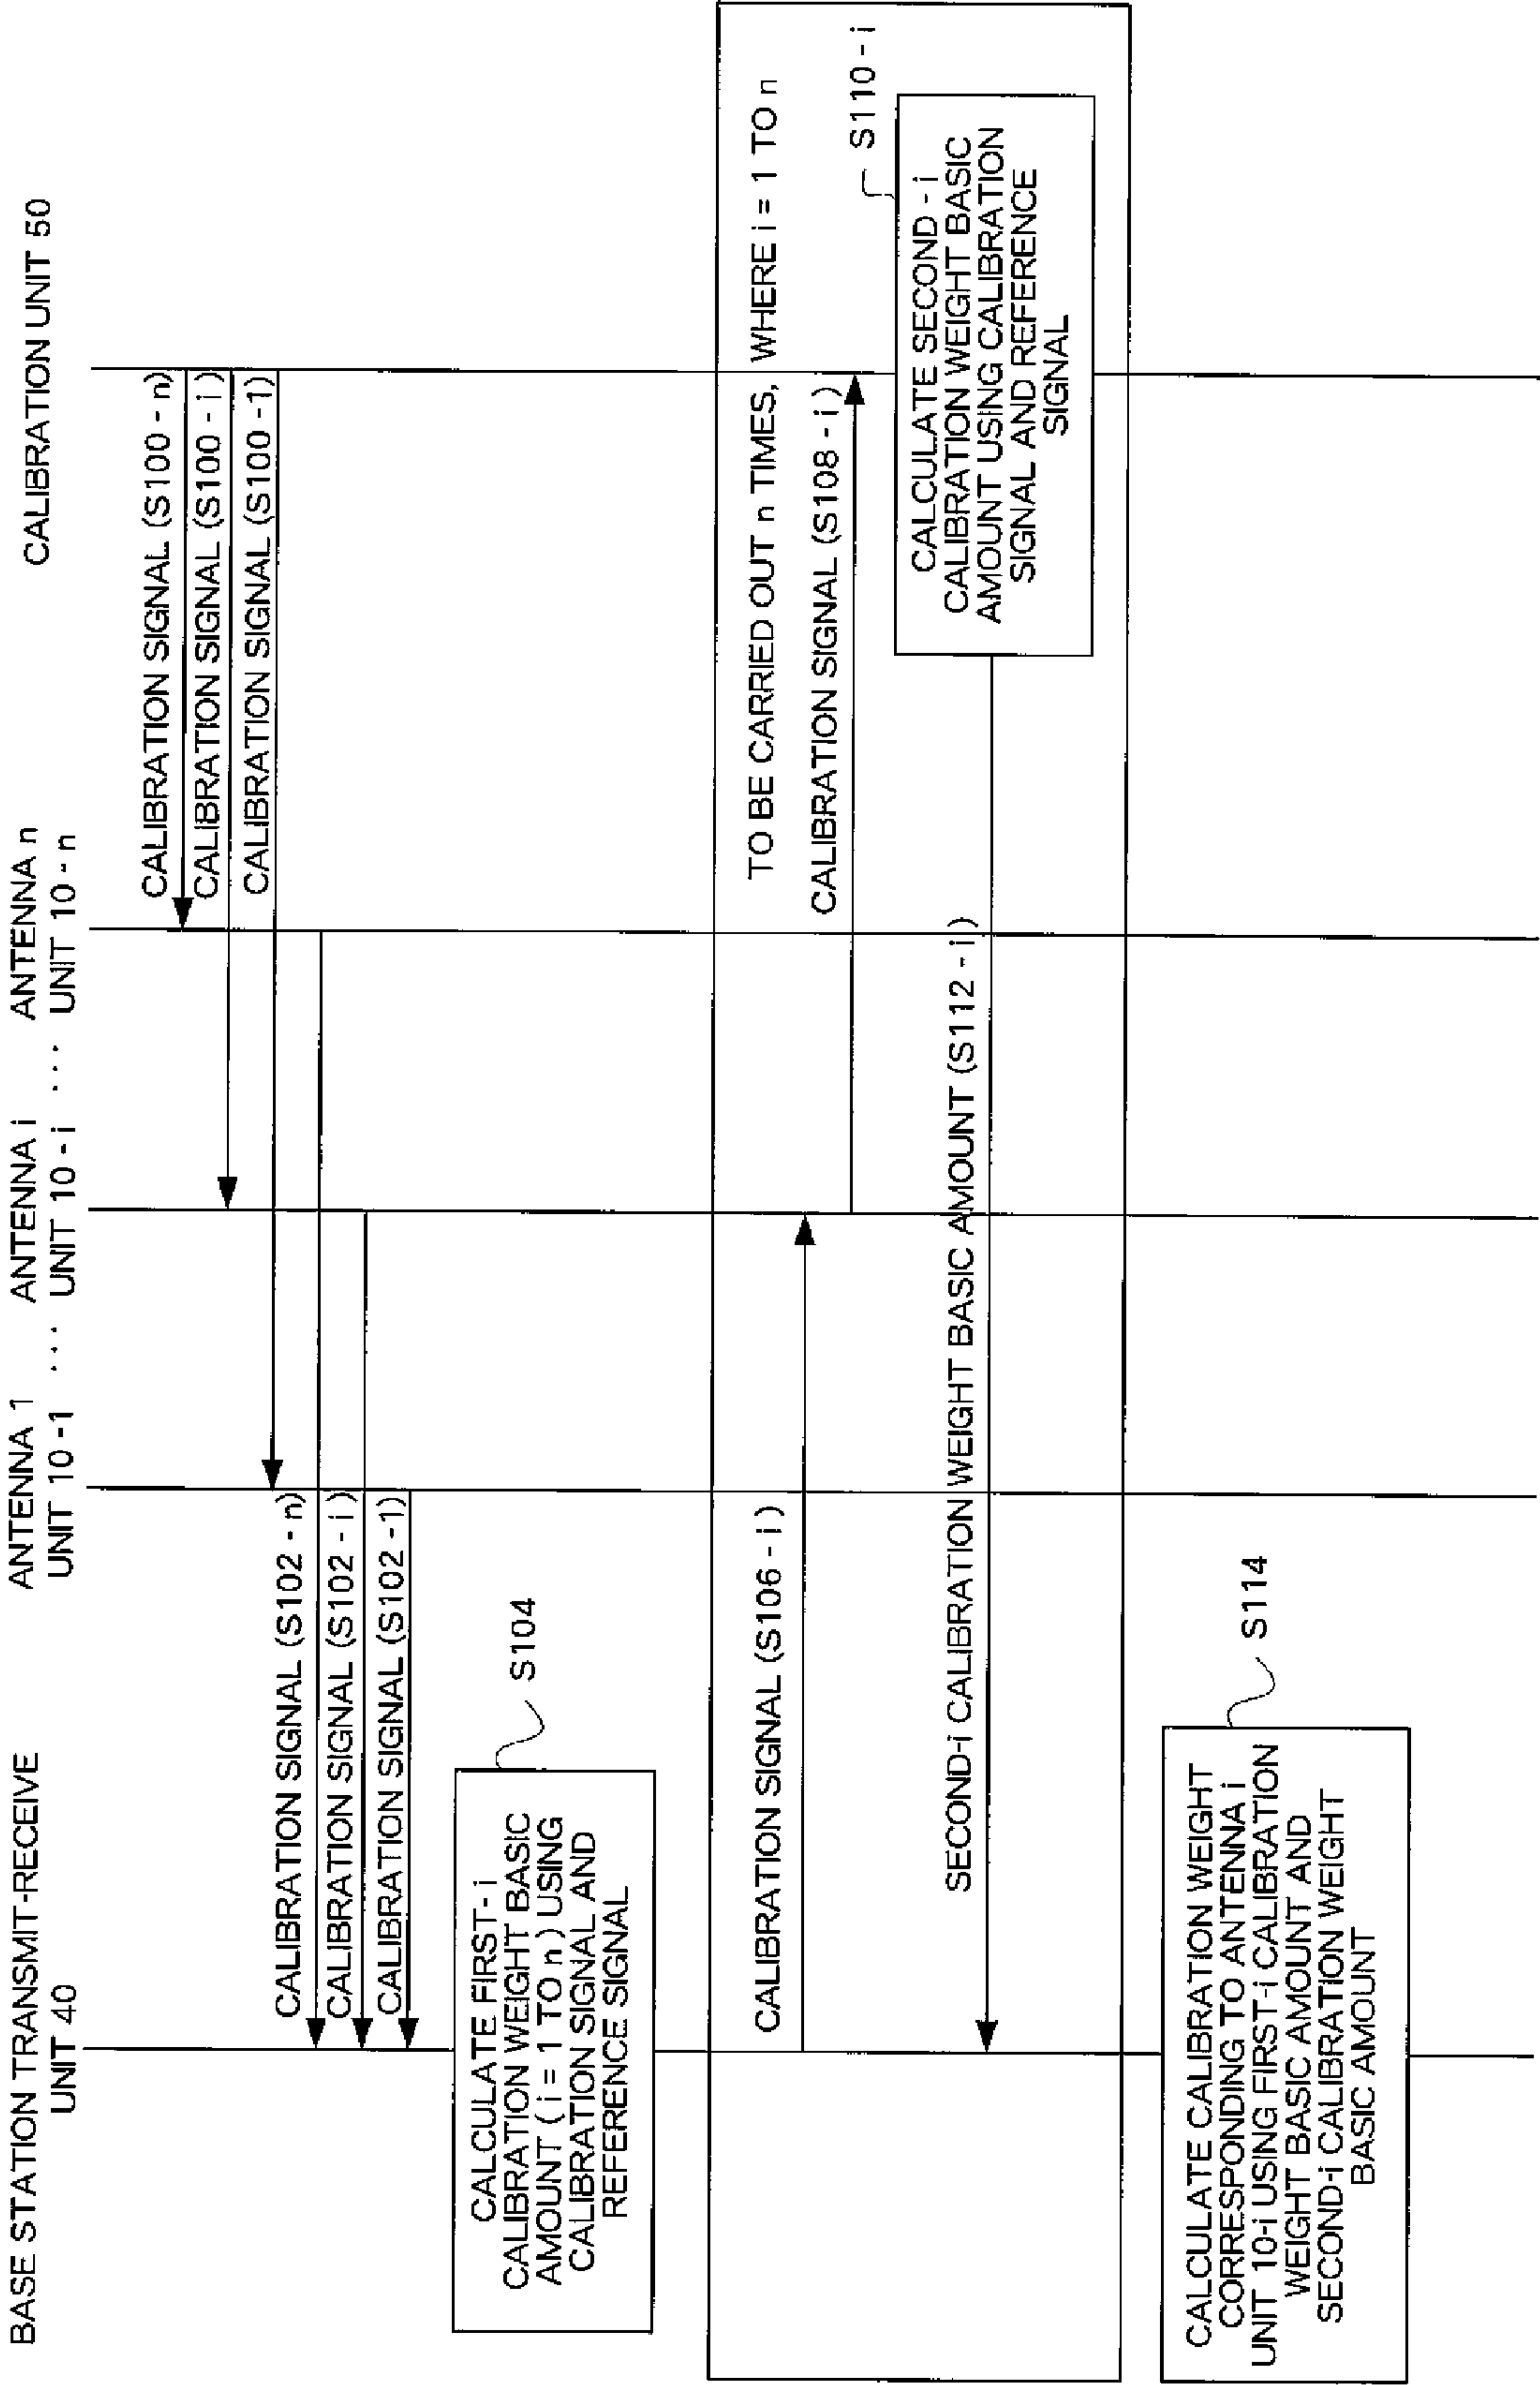 BASE STATION TRANSMIT-RECEIVE
UNIT 40
ANTENNA 1
UNIT 10 -1
...
ANTENNA i
UNIT 10 - i
...
ANTENNA n
UNIT 10 - n
CALIBRATION UNIT 50
CALIBRATION SIGNAL (S100 - n)
CALIBRATION SIGNAL (S100 - i)
CALIBRATION SIGNAL (S100 -1)
CALIBRATION SIGNAL (S102 - n)
CALIBRATION SIGNAL (S102 - i)
CALIBRATION SIGNAL (S102 -1)
S104
CALCULATE FIRST- i
CALIBRATION WEIGHT BASIC
AMOUNT ( i = 1 TO n ) USING
CALIBRATION SIGNAL AND
REFERENCE SIGNAL
TO BE CARRIED OUT n TIMES, WHERE i = 1 TO n
CALIBRATION SIGNAL (S106 - i)
CALIBRATION SIGNAL (S108 - i )
S110 - i
CALCULATE SECOND - i
CALIBRATION WEIGHT BASIC
AMOUNT USING CALIBRATION
SIGNAL AND REFERENCE
SIGNAL
SECOND-i CALIBRATION WEIGHT BASIC AMOUNT (S112 - i)
S114
CALCULATE CALIBRATION WEIGHT
CORRESPONDING TO ANTENNA i
UNIT 10-i USING FIRST-i CALIBRATION
WEIGHT BASIC AMOUNT AND
SECOND-i CALIBRATION WEIGHT
BASIC AMOUNT